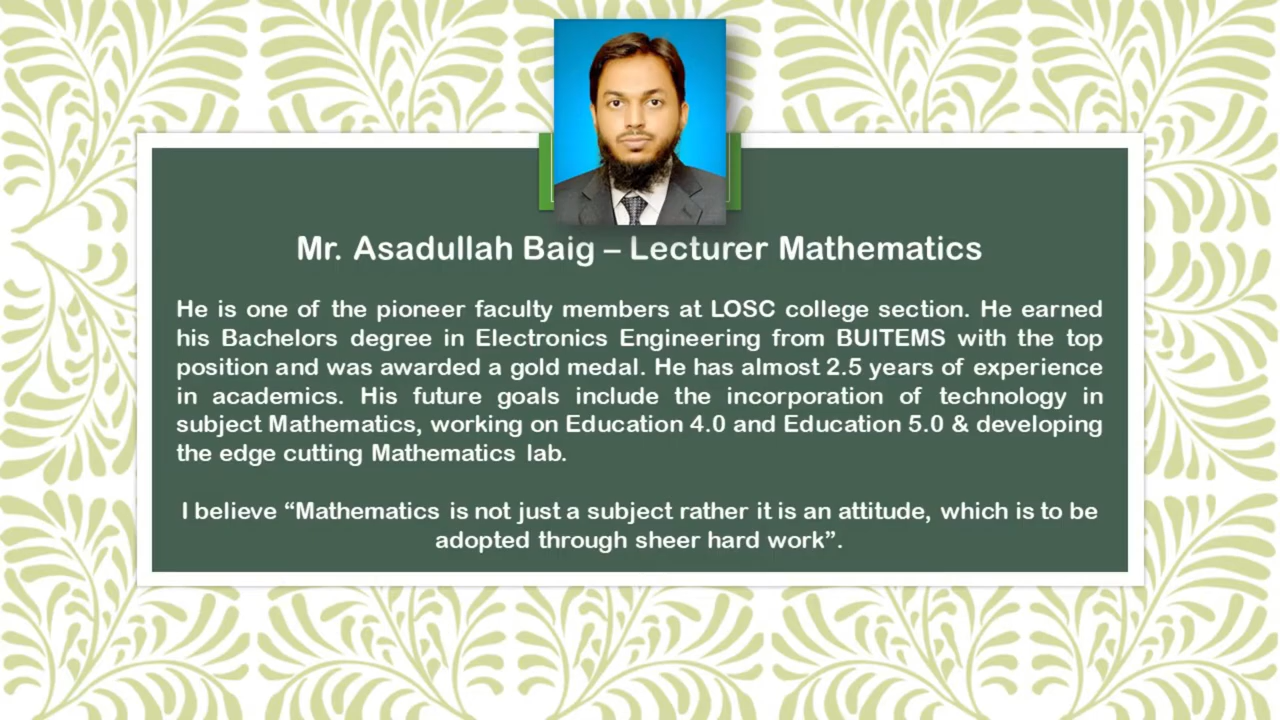 Mr. Asadullah Baig – Lecturer Mathematics
He is one of the pioneer faculty members at LOSC college section. He earned
his Bachelors degree in Electronics Engineering from BUITEMS with the top
position and was awarded a gold medal. He has almost 2.5 years of experience
in academics. His future goals include the incorporation of technology in
subject Mathematics, working on Education 4.0 and Education 5.0 & developing
the edge cutting Mathematics lab.
I believe “Mathematics is not just a subject rather it is an attitude, which is to be
adopted through sheer hard work”.